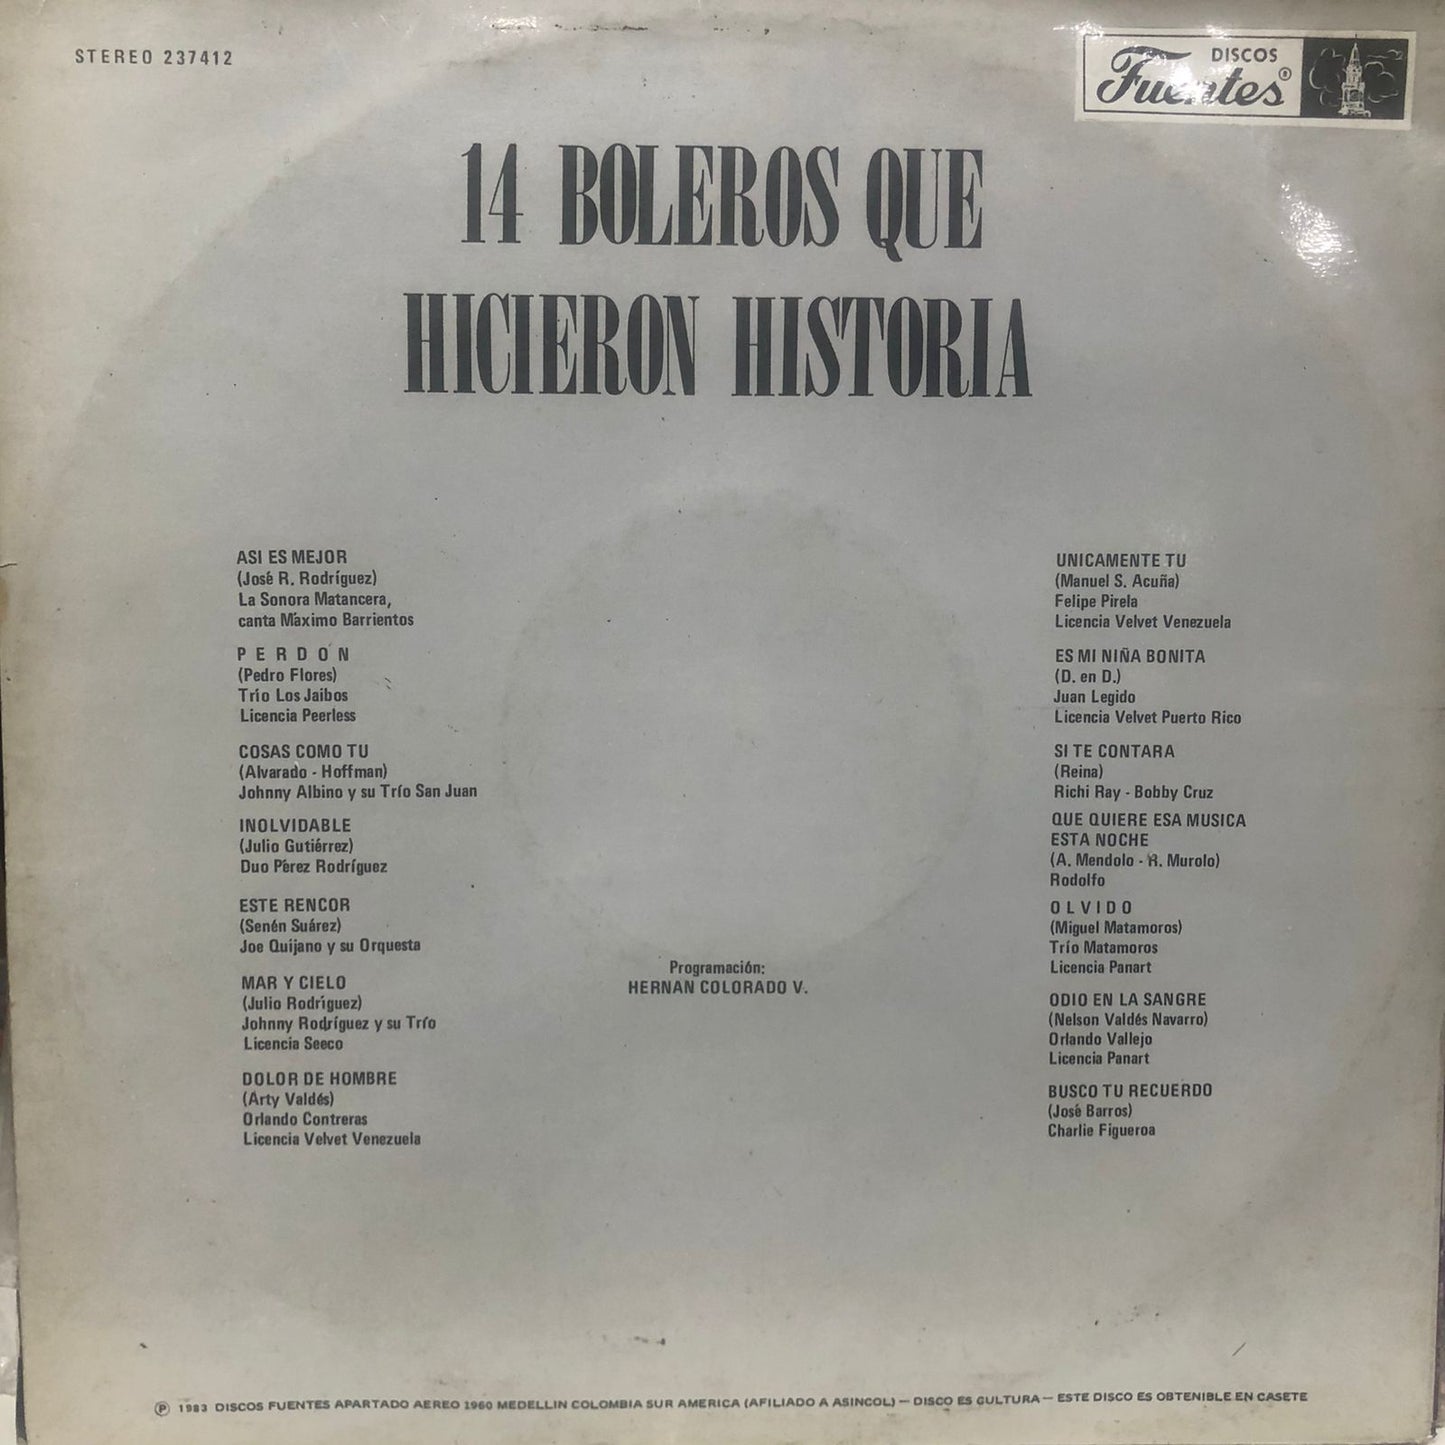 STEREO 237412
DISCOS
Fuentes®
14 BOLEROS QUE
HICIERON HISTORIA
ASI ES MEJOR
(José R. Rodríguez)
La Sonora Matancera,
canta Máximo Barrientos
PERDON
(Pedro Flores)
Trío Los Jaibos
Licencia Peerless
COSAS COMO TU
(Alvarado - Hoffman)
Johnny Albino y su Trío San Juan
INOLVIDABLE
(Julio Gutiérrez)
Duo Pérez Rodríguez
ESTE RENCOR
(Senén Suárez)
Joe Quijano y su Orquesta
MAR Y CIELO
(Julio Rodríguez)
Johnny Rodríguez y su Trío
Licencia Seeco
DOLOR DE HOMBRE
(Arty Valdés)
Orlando Contreras
Licencia Velvet Venezuela
Programación:
HERNAN COLORADO V.
UNICAMENTE TU
(Manuel S. Acuña)
Felipe Pirela
Licencia Velvet Venezuela
ES MI NIÑA BONITA
(D. en D.)
Juan Legido
Licencia Velvet Puerto Rico
SI TE CONTARA
(Reina)
Richi Ray - Bobby Cruz
QUE QUIERE ESA MUSICA
ESTA NOCHE
(A. Mendolo - R. Murolo)
Rodolfo
OLVIDO
(Miguel Matamoros)
Trío Matamoros
Licencia Panart
ODIO EN LA SANGRE
(Nelson Valdés Navarro)
Orlando Vallejo
Licencia Panart
BUSCO TU RECUERDO
(José Barros)
Charlie Figueroa
℗ 1983 DISCOS FUENTES APARTADO AEREO 1960 MEDELLIN COLOMBIA SUR AMERICA (AFILIADO A ASINCOL) — DISCO ES CULTURA — ESTE DISCO ES OBTENIBLE EN CASETE